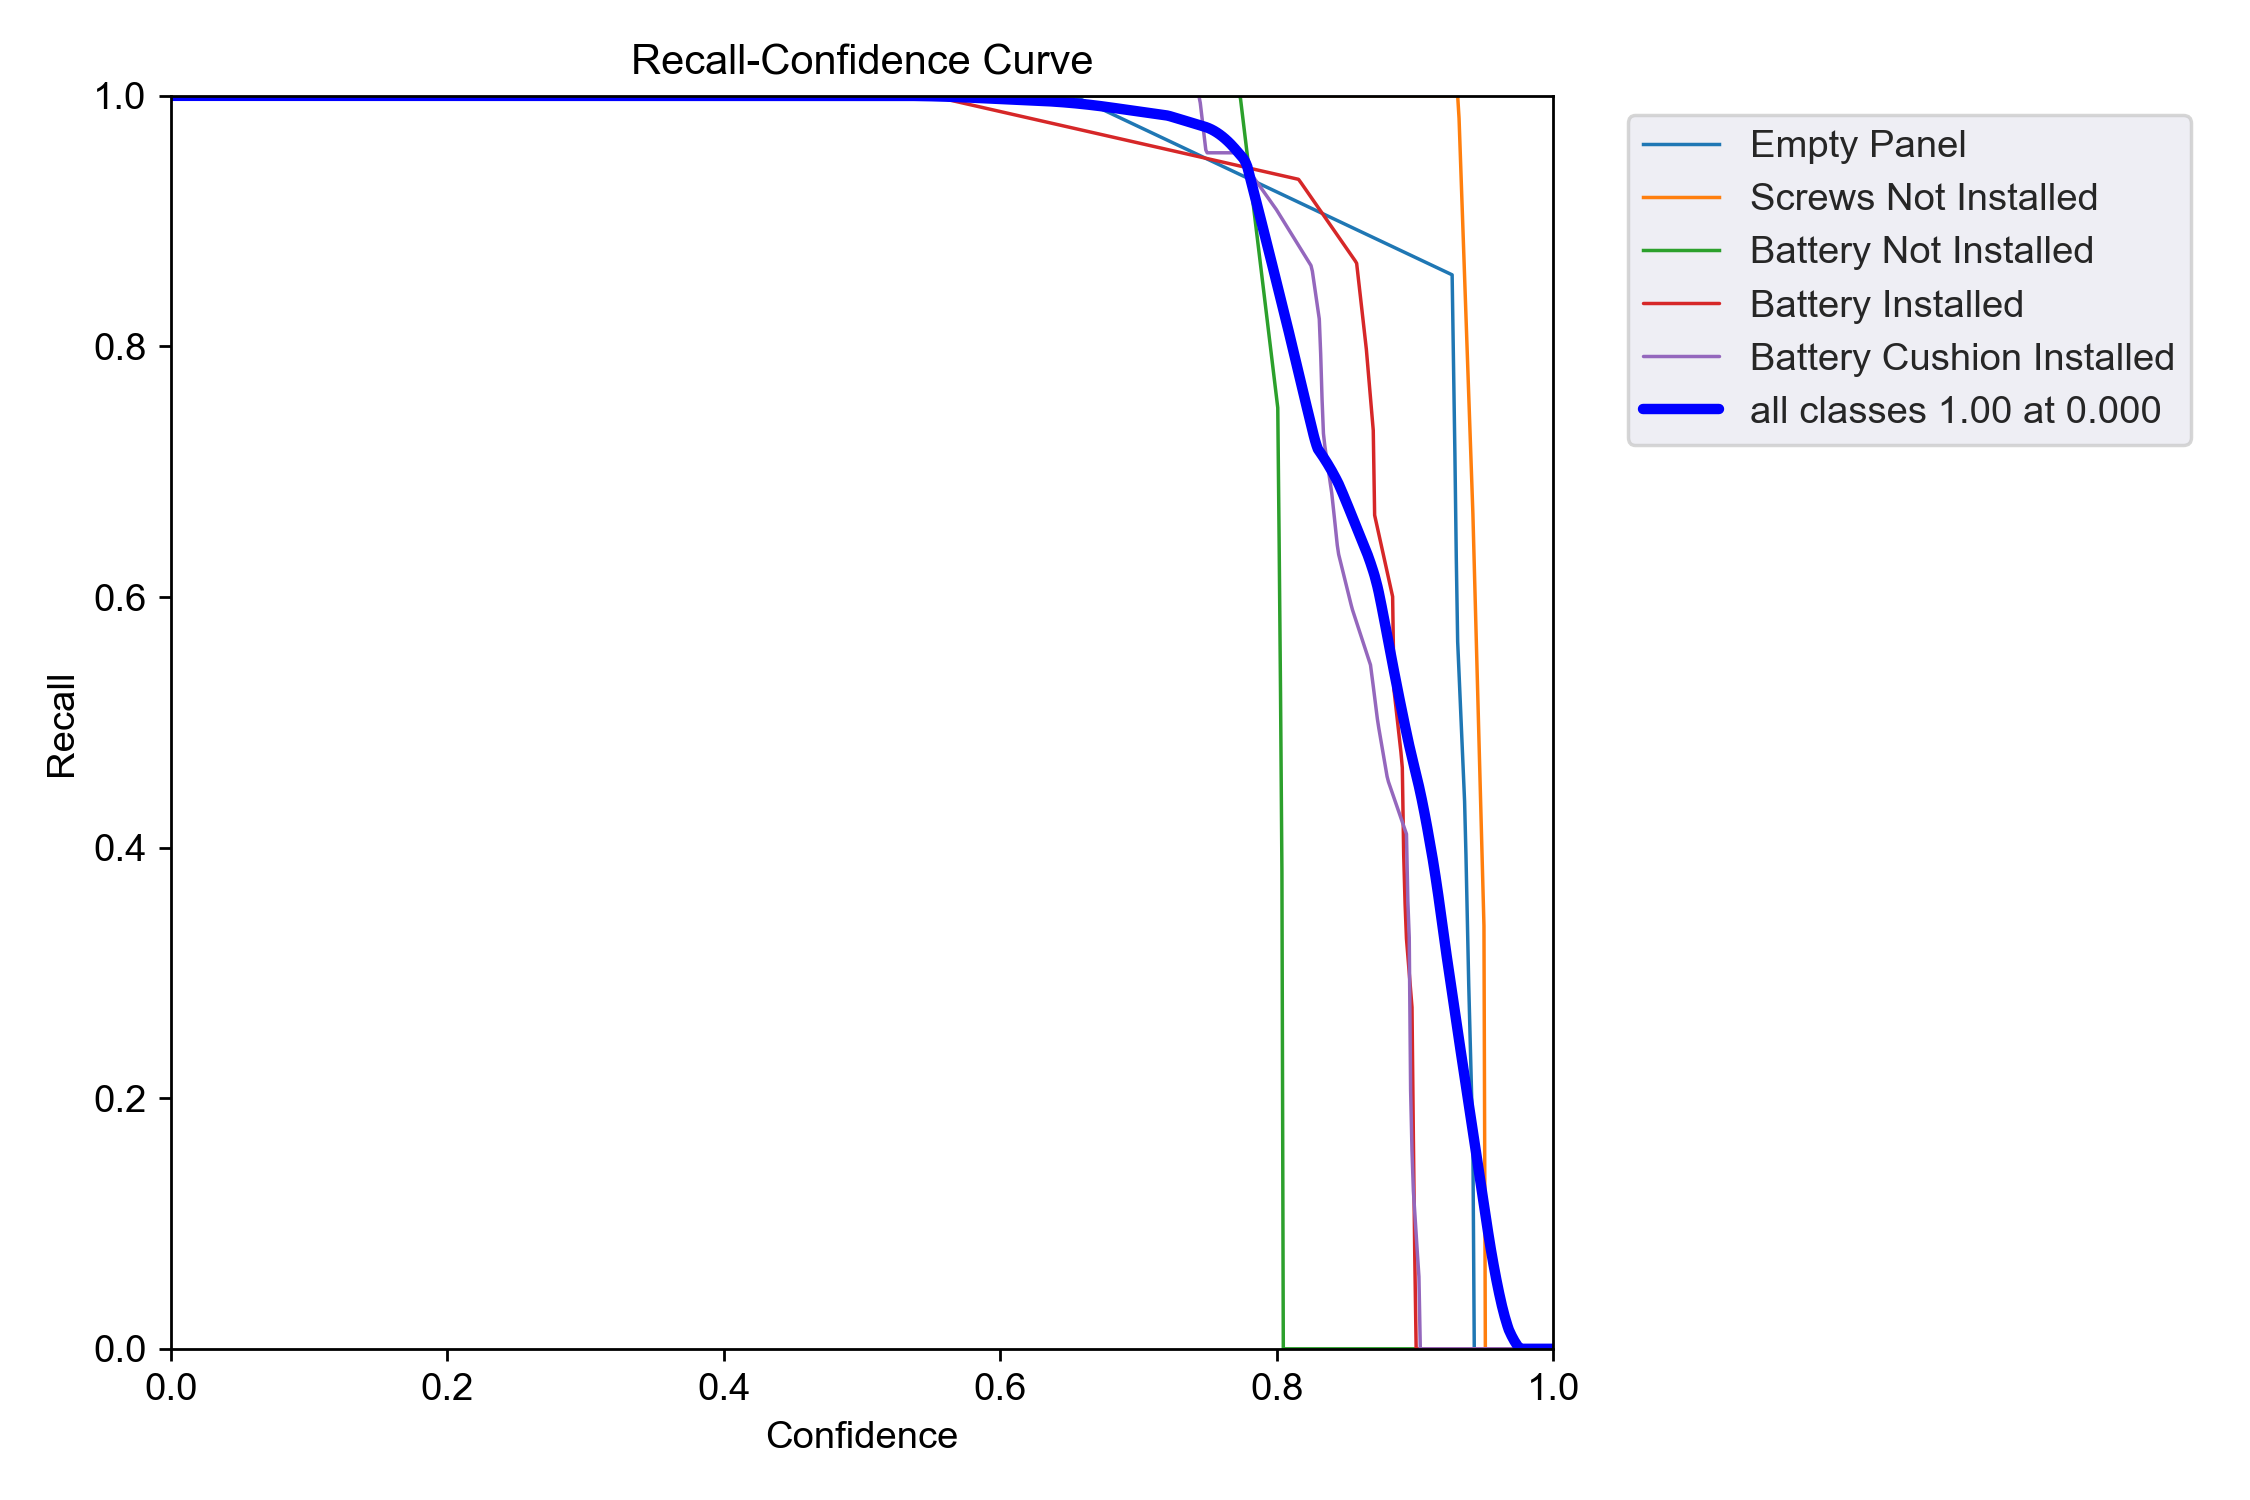 Recall-Confidence Curve
1.0
0.8
0.6
0.4
0.2
0.0
Recall
0.0 0.2 0.4 0.6 0.8 1.0
Confidence
Empty Panel
Screws Not Installed
Battery Not Installed
Battery Installed
Battery Cushion Installed
all classes 1.00 at 0.000